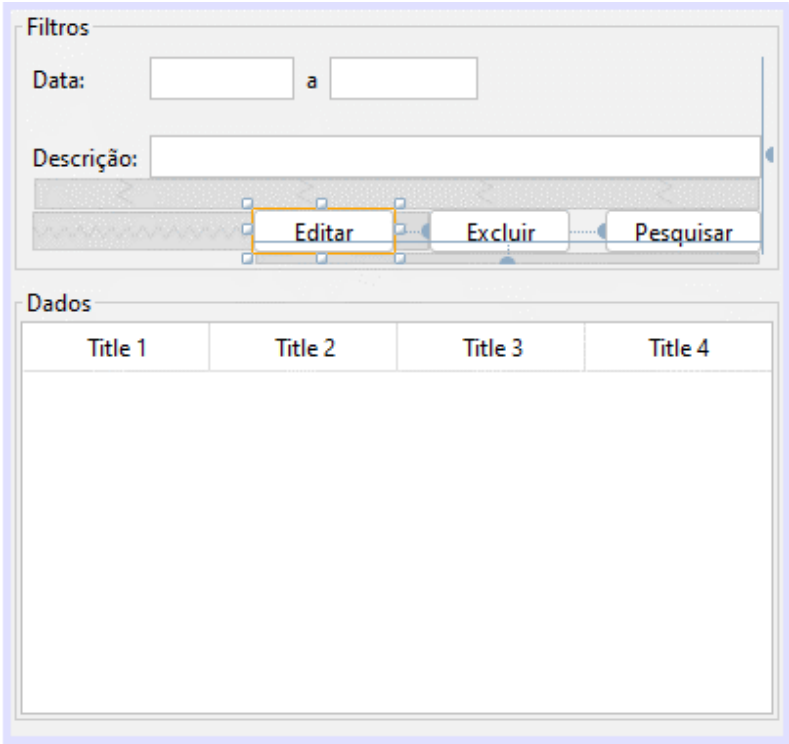 Filtros
Data: a
Descrição:
Editar Excluir Pesquisar
Dados
Title 1 Title 2 Title 3 Title 4